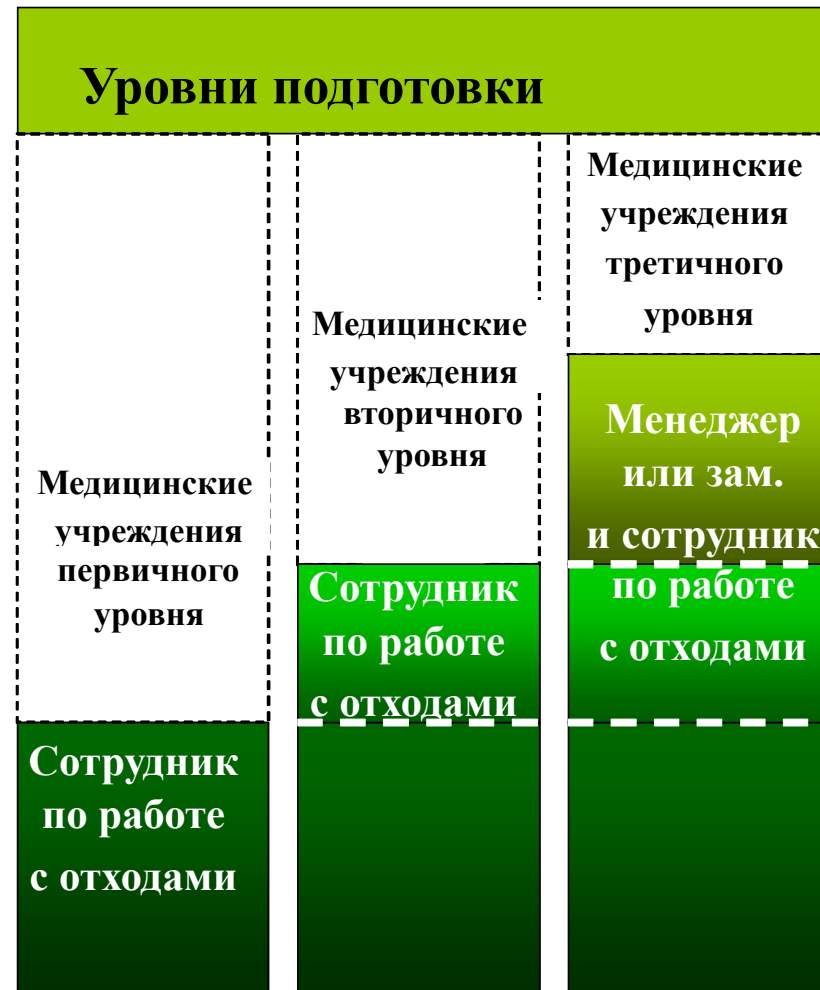 Уровни подготовки
Медицинские
учреждения
первичного
уровня
Сотрудник
по работе
с отходами
Медицинские
учреждения
вторичного
уровня
Сотрудник
по работе
с отходами
Медицинские
учреждения
третичного
уровня
Менеджер
или зам.
и сотрудник
по работе
с отходами